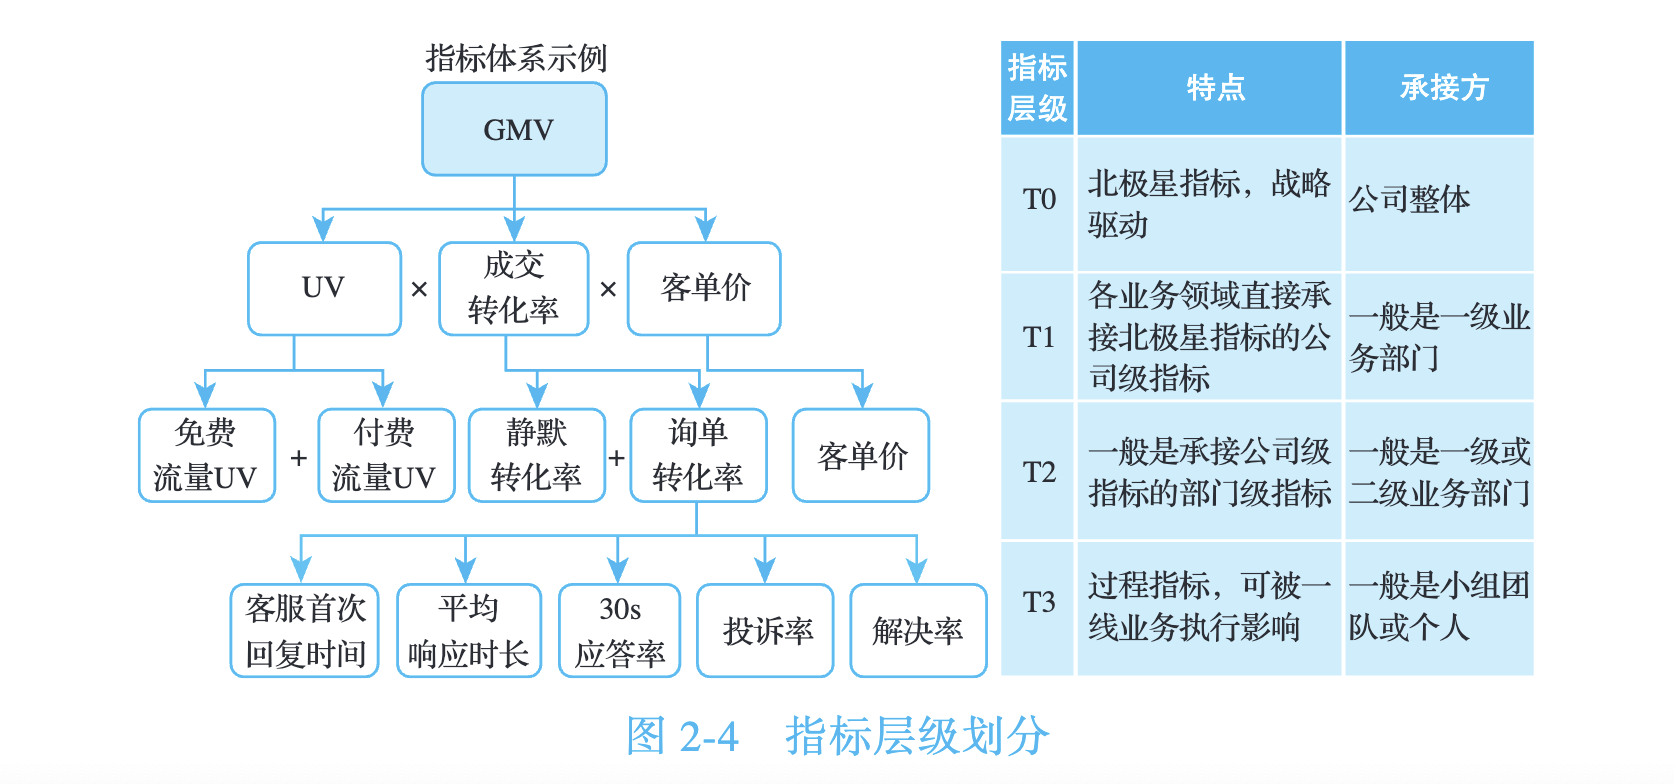 指标体系示例
GMV
UV
×
成交
转化率
×
客单价
免费
流量UV
+
付费
流量UV
静默
转化率
+
询单
转化率
客单价
客服首次
回复时间
平均
响应时长
30s
应答率
投诉率
解决率
指标
层级
特点
承接方
T0
北极星指标，战略
驱动
公司整体
T1
各业务领域直接承
接北极星指标的公
司级指标
一般是一级业
务部门
T2
一般是承接公司级
指标的部门级指标
一般是一级或
二级业务部门
T3
过程指标，可被一
线业务执行影响
一般是小组团
队或个人
图 2-4 指标层级划分